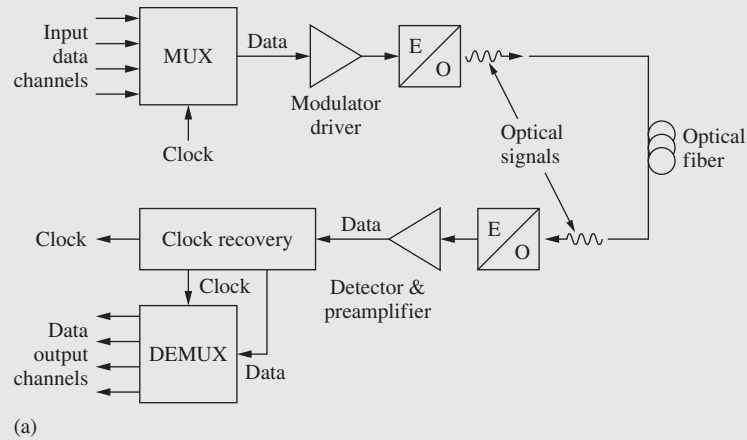 Input
data
channels
MUX
Data
Modulator
driver
E
O
Optical
signals
Optical
fiber
Clock
Clock
Clock recovery
Data
Detector &
preamplifier
E
O
Clock
Data
output
channels
DEMUX
Data
(a)